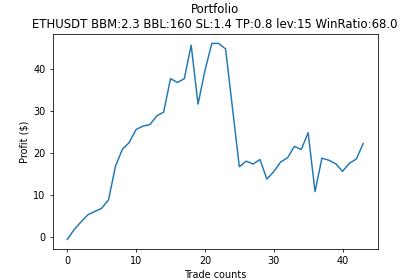 Portfolio
ETHUSDT BBM:2.3 BBL:160 SL:1.4 TP:0.8 lev:15 WinRatio:68.0
Profit ($)
40
30
20
10
0
0 10 20 30 40
Trade counts